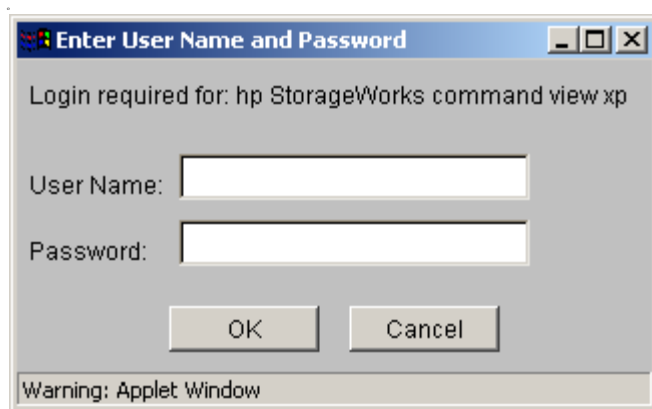 Enter User Name and Password
Login required for: hp StorageWorks command view xp
User Name:
Password:
OK Cancel
Warning: Applet Window